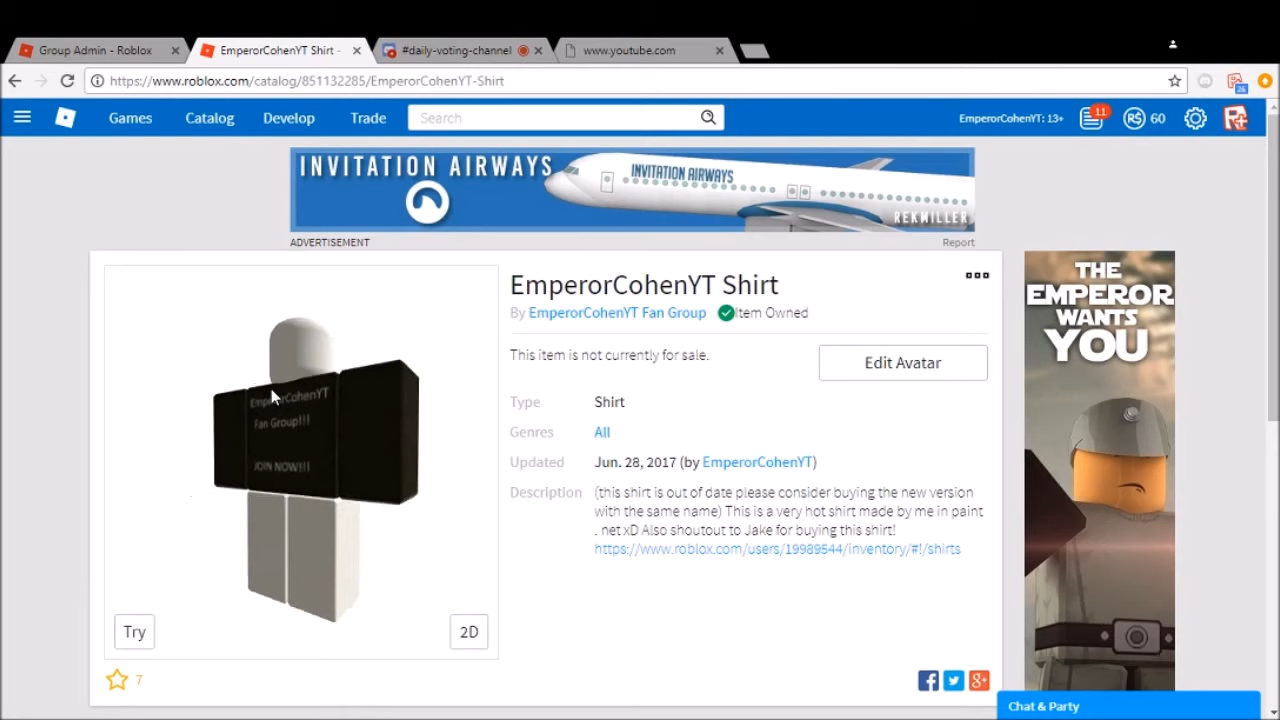 Group Admin - Roblox
EmperorCohenYT Shirt -
#daily-voting-channel
www.youtube.com
https://www.roblox.com/catalog/851132285/EmperorCohenYT-Shirt
26
Games
Catalog
Develop
Trade
Search
EmperorCohenYT: 13+
11
R$
60
INVITATION AIRWAYS
INVITATION AIRWAYS
REKMILLER
ADVERTISEMENT
Report
EmperorCohenYT Shirt
By EmperorCohenYT Fan Group
Item Owned
This item is not currently for sale.
Edit Avatar
Type
Shirt
Genres
All
Updated
Jun. 28, 2017 (by EmperorCohenYT)
Description
(this shirt is out of date please consider buying the new version
with the same name) This is a very hot shirt made by me in paint
. net xD Also shoutout to Jake for buying this shirt!
https://www.roblox.com/users/19989544/inventory/#!/shirts
EmperorCohenYT
Fan Group!!!
JOIN NOW!!!
Try
2D
7
THE
EMPEROR
WANTS
YOU
Chat & Party